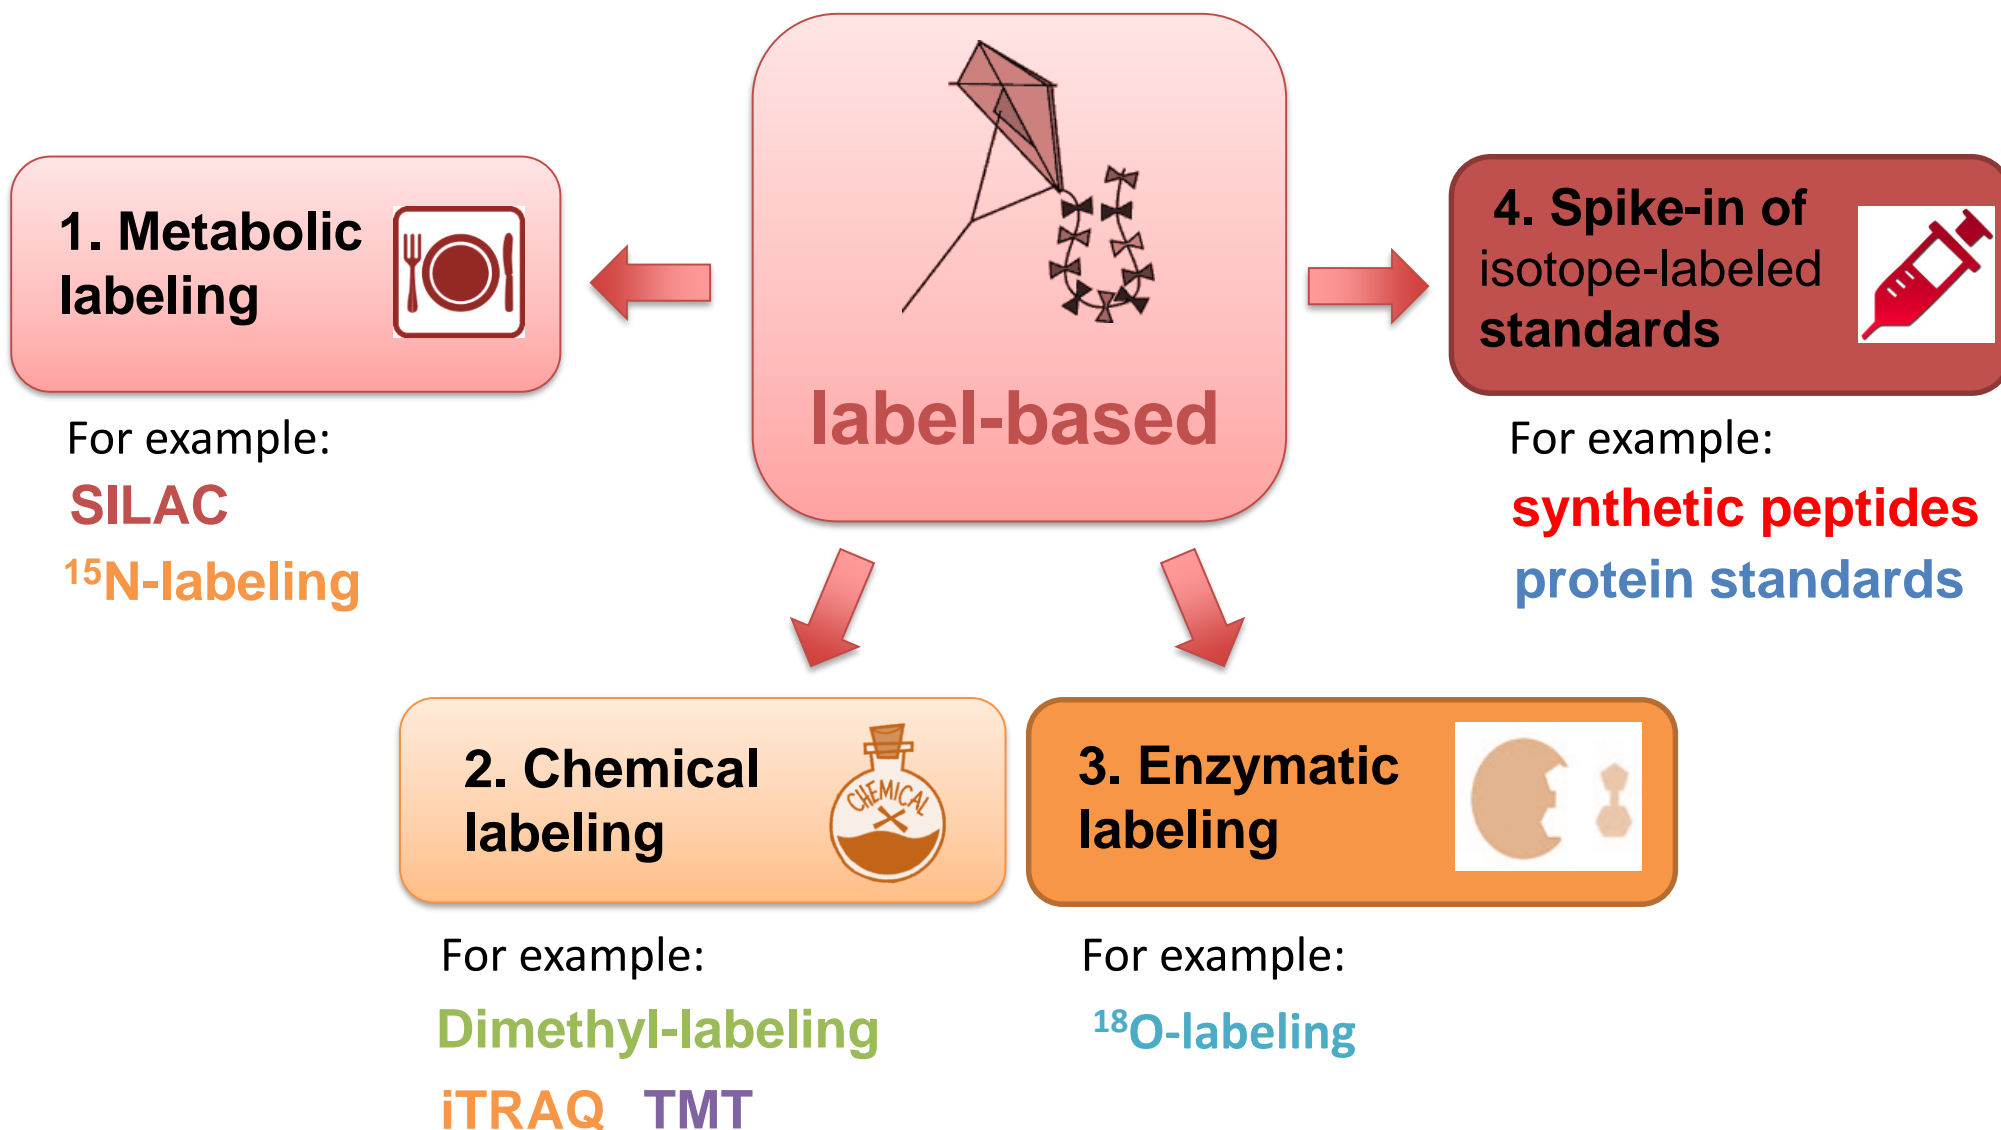 label-based
1. Metabolic
labeling
For example:
SILAC
¹⁵N-labeling
2. Chemical
labeling
CHEMICAL
For example:
Dimethyl-labeling
iTRAQ TMT
3. Enzymatic
labeling
For example:
¹⁸O-labeling
4. Spike-in of
isotope-labeled
standards
For example:
synthetic peptides
protein standards